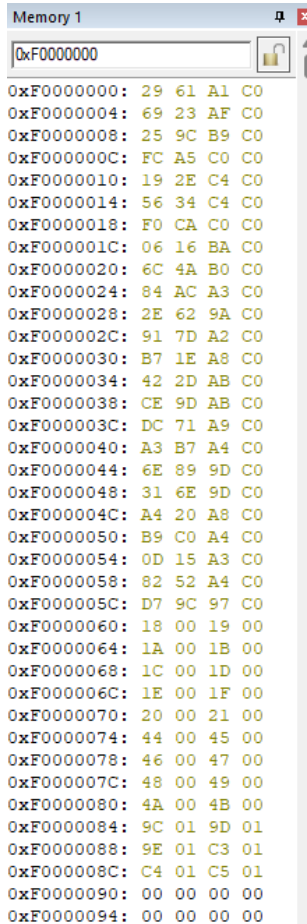 Memory 1
0xF0000000
0xF0000000: 29 61 A1 C0
0xF0000004: 69 23 AF C0
0xF0000008: 25 9C B9 C0
0xF000000C: FC A5 C0 C0
0xF0000010: 19 2E C4 C0
0xF0000014: 56 34 C4 C0
0xF0000018: F0 CA C0 C0
0xF000001C: 06 16 BA C0
0xF0000020: 6C 4A B0 C0
0xF0000024: 84 AC A3 C0
0xF0000028: 2E 62 9A C0
0xF000002C: 91 7D A2 C0
0xF0000030: B7 1E A8 C0
0xF0000034: 42 2D AB C0
0xF0000038: CE 9D AB C0
0xF000003C: DC 71 A9 C0
0xF0000040: A3 B7 A4 C0
0xF0000044: 6E 89 9D C0
0xF0000048: 31 6E 9D C0
0xF000004C: A4 20 A8 C0
0xF0000050: B9 C0 A4 C0
0xF0000054: 0D 15 A3 C0
0xF0000058: 82 52 A4 C0
0xF000005C: D7 9C 97 C0
0xF0000060: 18 00 19 00
0xF0000064: 1A 00 1B 00
0xF0000068: 1C 00 1D 00
0xF000006C: 1E 00 1F 00
0xF0000070: 20 00 21 00
0xF0000074: 44 00 45 00
0xF0000078: 46 00 47 00
0xF000007C: 48 00 49 00
0xF0000080: 4A 00 4B 00
0xF0000084: 9C 01 9D 01
0xF0000088: 9E 01 C3 01
0xF000008C: C4 01 C5 01
0xF0000090: 00 00 00 00
0xF0000094: 00 00 00 00